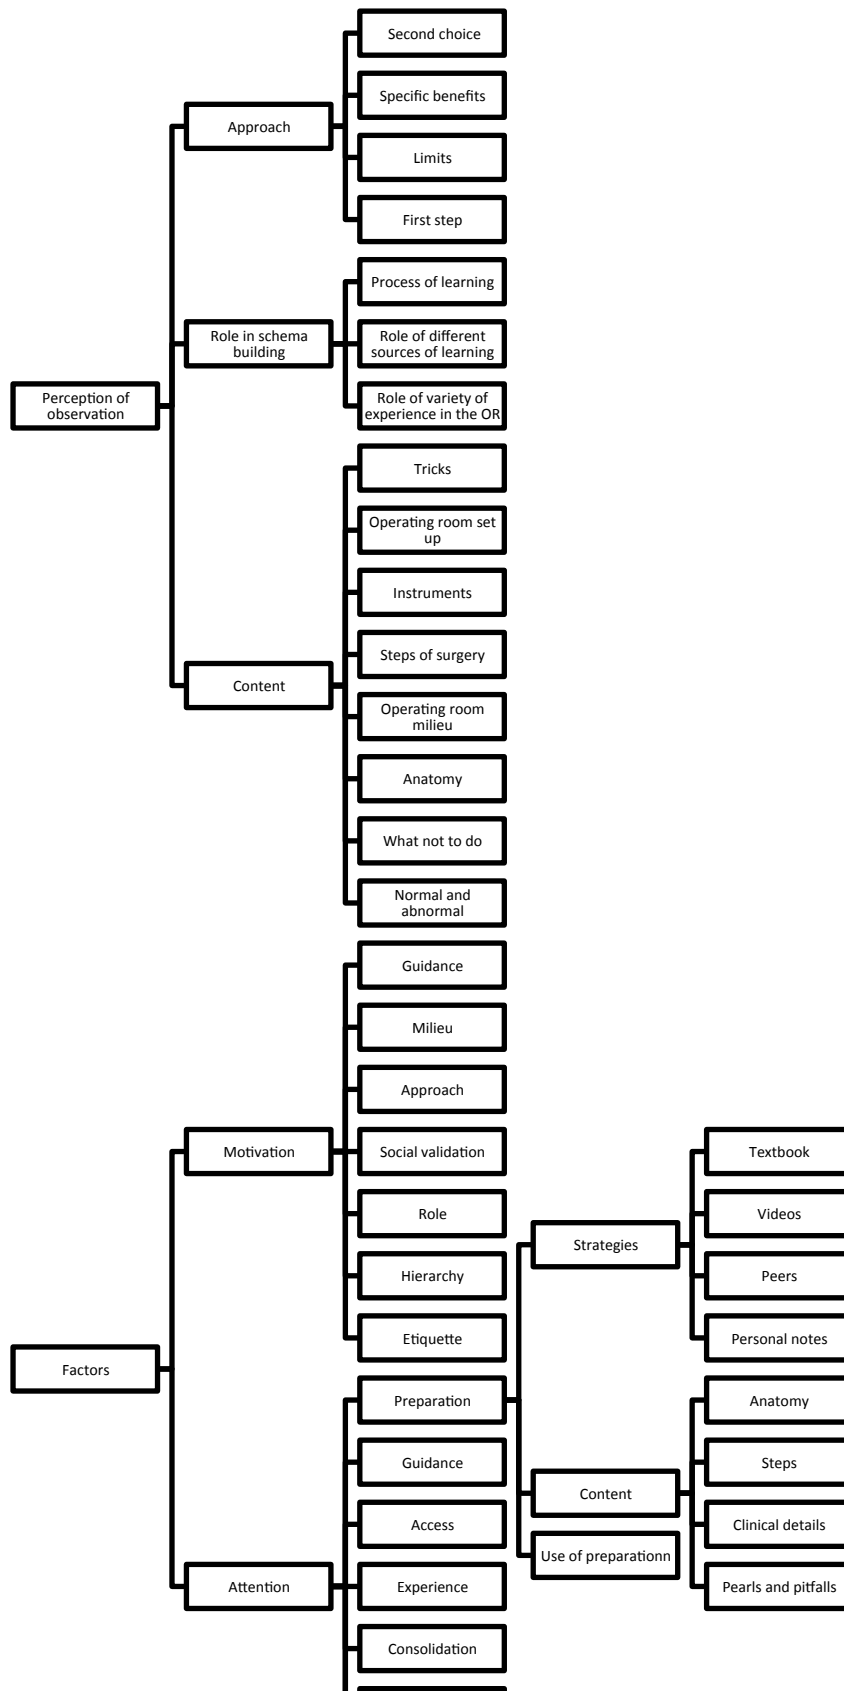 Second choice
Specific benefits
Approach
Limits
First step
Process of learning
Role in schema
building
Role of different
sources of learning
Perception of
observation
Role of variety of
experience in the OR
Tricks
Operating room set
up
Instruments
Steps of surgery
Content
Operating room
milieu
Anatomy
What not to do
Normal and
abnormal
Guidance
Milieu
Approach
Motivation
Social validation
Textbook
Role
Videos
Strategies
Hierarchy
Peers
Etiquette
Personal notes
Factors
Preparation
Anatomy
Guidance
Steps
Content
Access
Clinical details
Use of preparationn
Attention
Experience
Pearls and pitfalls
Consolidation